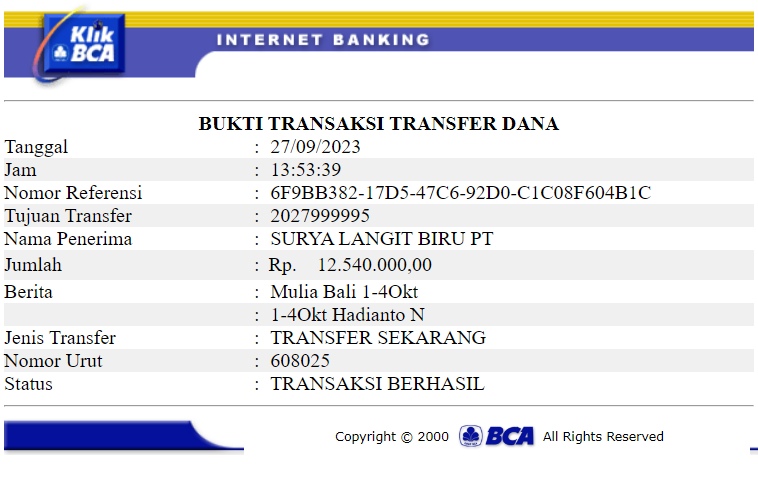 Klik
BCA
INTERNET BANKING
BUKTI TRANSAKSI TRANSFER DANA
Tanggal : 27/09/2023
Jam : 13:53:39
Nomor Referensi : 6F9BB382-17D5-47C6-92D0-C1C08F604B1C
Tujuan Transfer : 2027999995
Nama Penerima : SURYA LANGIT BIRU PT
Jumlah : Rp. 12.540.000,00
Berita : Mulia Bali 1-4Okt
: 1-4Okt Hadianto N
Jenis Transfer : TRANSFER SEKARANG
Nomor Urut : 608025
Status : TRANSAKSI BERHASIL
Copyright © 2000 BCA All Rights Reserved